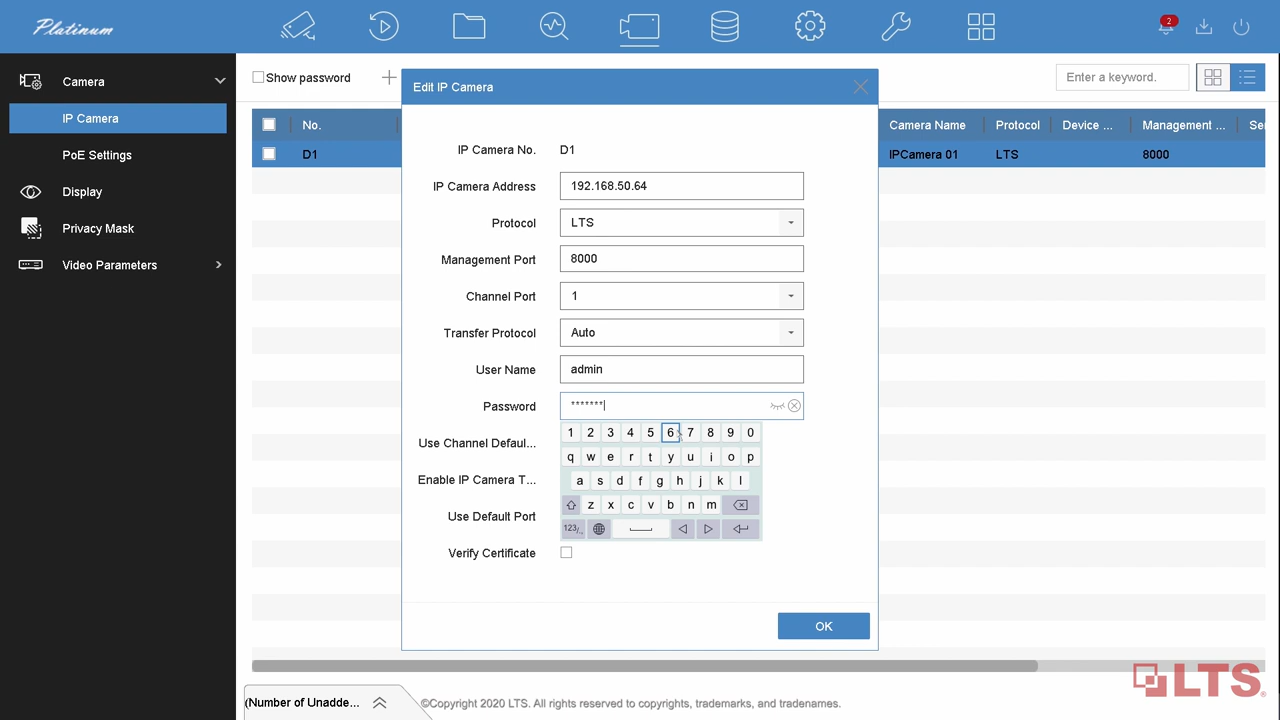 Platinum
2
Camera
IP Camera
PoE Settings
Display
Privacy Mask
Video Parameters
Show password
Enter a keyword.
No.
Camera Name
Protocol
Device ...
Management ...
Se
D1
IPCamera 01
LTS
8000
Edit IP Camera
IP Camera No. D1
IP Camera Address 192.168.50.64
Protocol LTS
Management Port 8000
Channel Port 1
Transfer Protocol Auto
User Name admin
Password *******
Use Channel Defaul...
Enable IP Camera T...
Use Default Port
Verify Certificate
1 2 3 4 5 6 7 8 9 0
q w e r t y u i o p
a s d f g h j k l
z x c v b n m
123/,.
OK
(Number of Unadde...
©Copyright 2020 LTS. All rights reserved to copyrights, trademarks, and tradenames.
LTS®